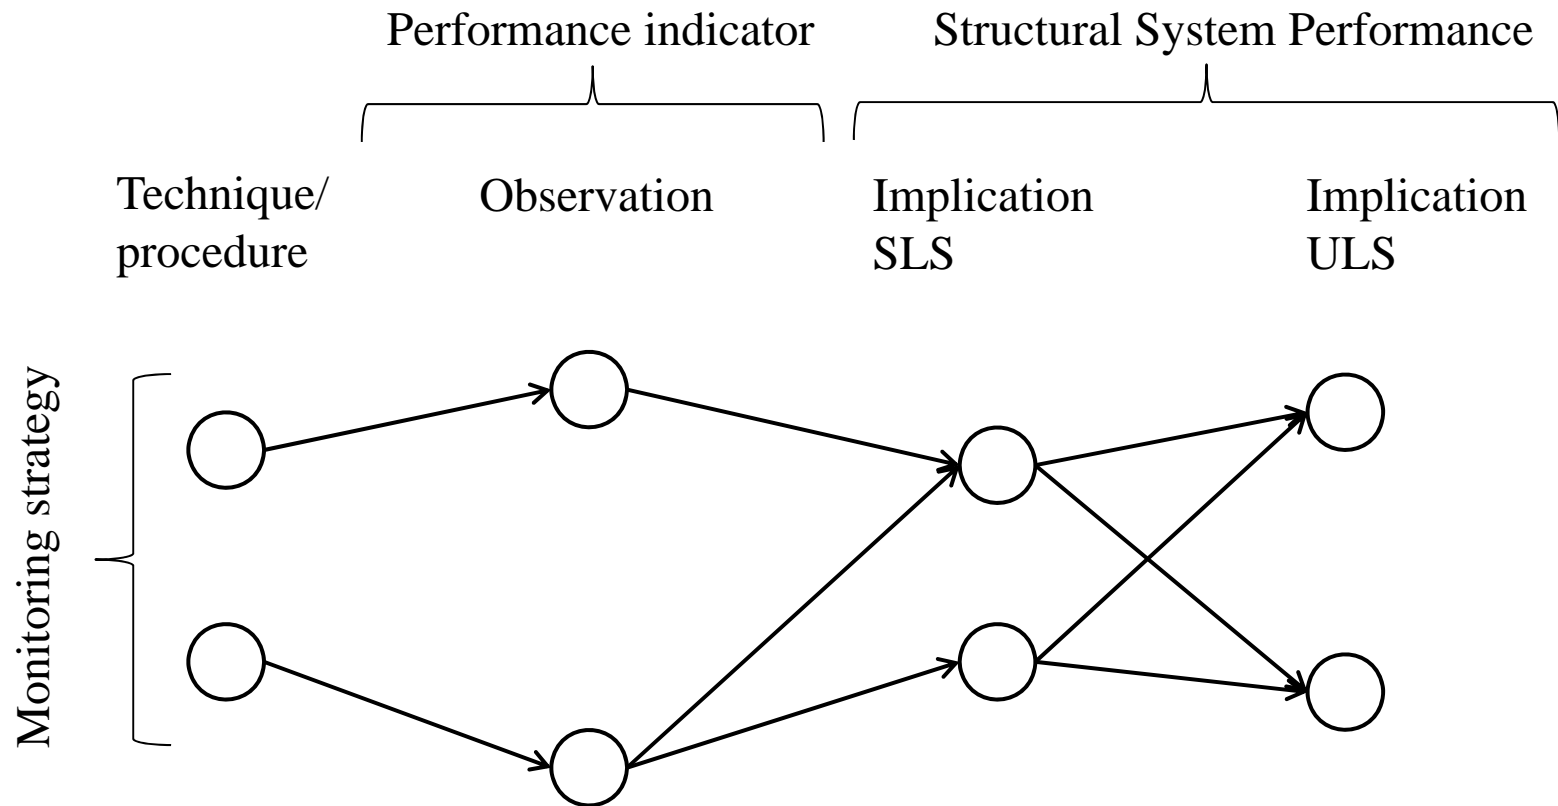 Performance indicator
Structural System Performance
Technique/
procedure
Observation
Implication
SLS
Implication
ULS
Monitoring strategy